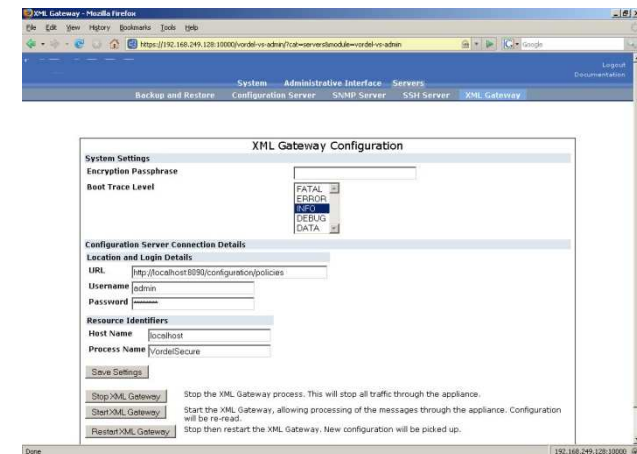 XML Gateway - Mozilla Firefox
File Edit View History Bookmarks Tools Help
https://192.168.249.128:10000/vordel-vs-admin/?cat=servers&module=vordel-vs-admin
Google
Logout
Documentation
System Administrative Interface Servers
Backup and Restore Configuration Server SNMP Server SSH Server XML Gateway
XML Gateway Configuration
System Settings
Encryption Passphrase
Boot Trace Level
FATAL
ERROR
INFO
DEBUG
DATA
Configuration Server Connection Details
Location and Login Details
URL http://localhost:8090/configuration/policies
Username admin
Password
Resource Identifiers
Host Name localhost
Process Name VordelSecure
Save Settings
Stop XML Gateway Stop the XML Gateway process. This will stop all traffic through the appliance.
Start XML Gateway Start the XML Gateway, allowing processing of the messages through the appliance. Configuration will be re-read.
Restart XML Gateway Stop then restart the XML Gateway. New configuration will be picked up.
Done 192.168.249.128:10000